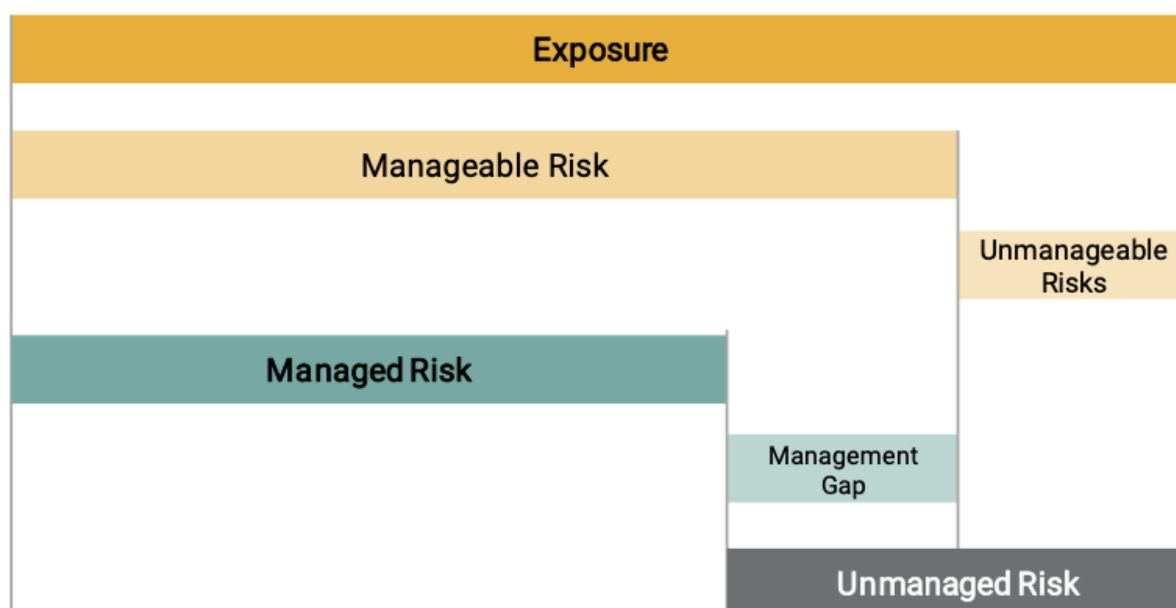 Exposure
Manageable Risk
Unmanageable
Risks
Managed Risk
Management
Gap
Unmanaged Risk